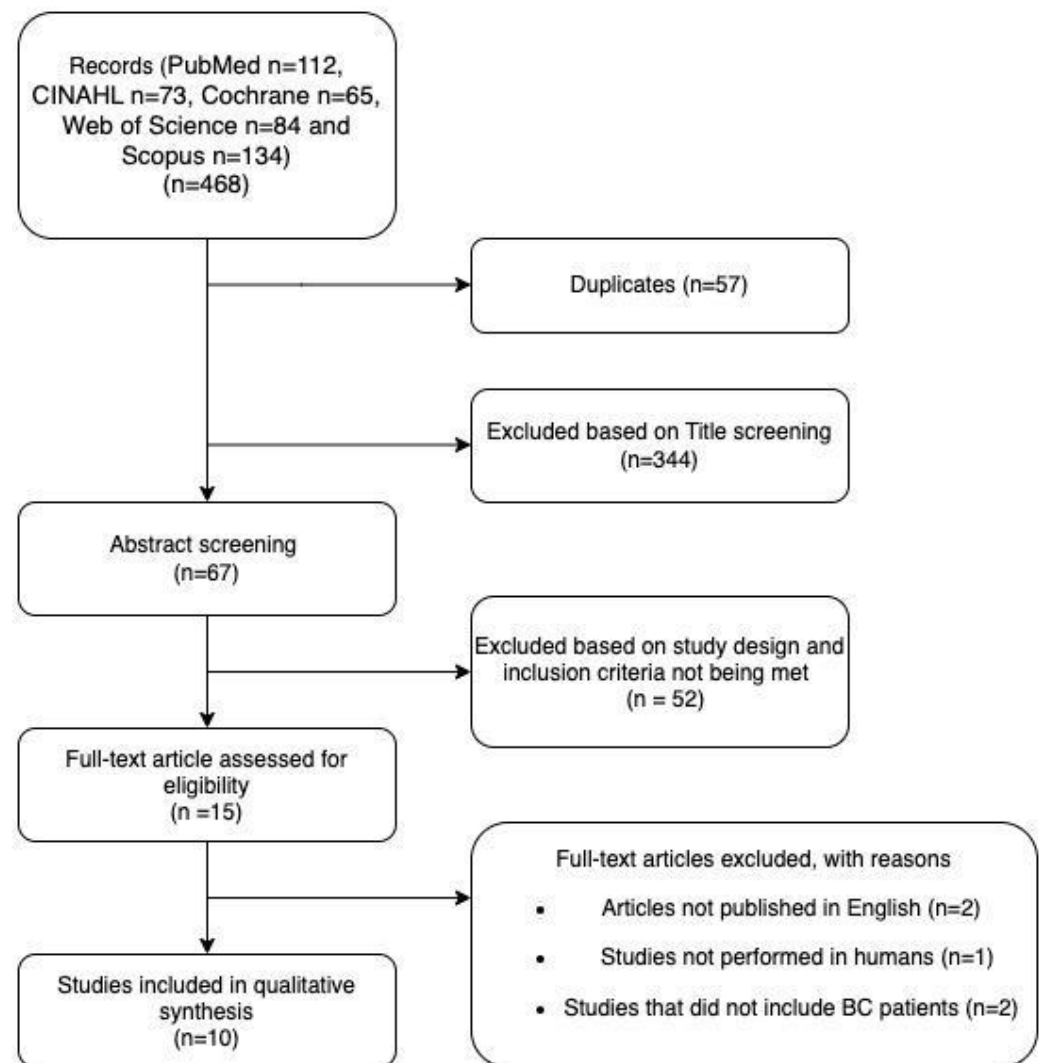 Records (PubMed n=112,
CINAHL n=73, Cochrane n=65,
Web of Science n=84 and
Scopus n=134)
(n=468)
Duplicates (n=57)
Excluded based on Title screening
(n=344)
Abstract screening
(n=67)
Excluded based on study design and
inclusion criteria not being met
(n = 52)
Full-text article assessed for
eligibility
(n =15)
Full-text articles excluded, with reasons
• Articles not published in English (n=2)
• Studies not performed in humans (n=1)
• Studies that did not include BC patients (n=2)
Studies included in qualitative
synthesis
(n=10)